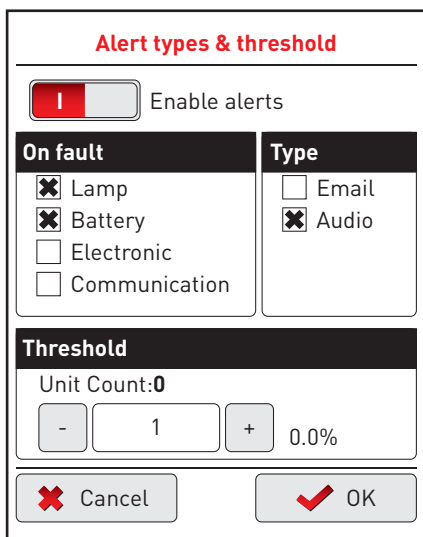 Alert types & threshold
I Enable alerts
On fault
Lamp
Battery
Electronic
Communication
Type
Email
Audio
Threshold
Unit Count:0
- 1 + 0.0%
Cancel OK